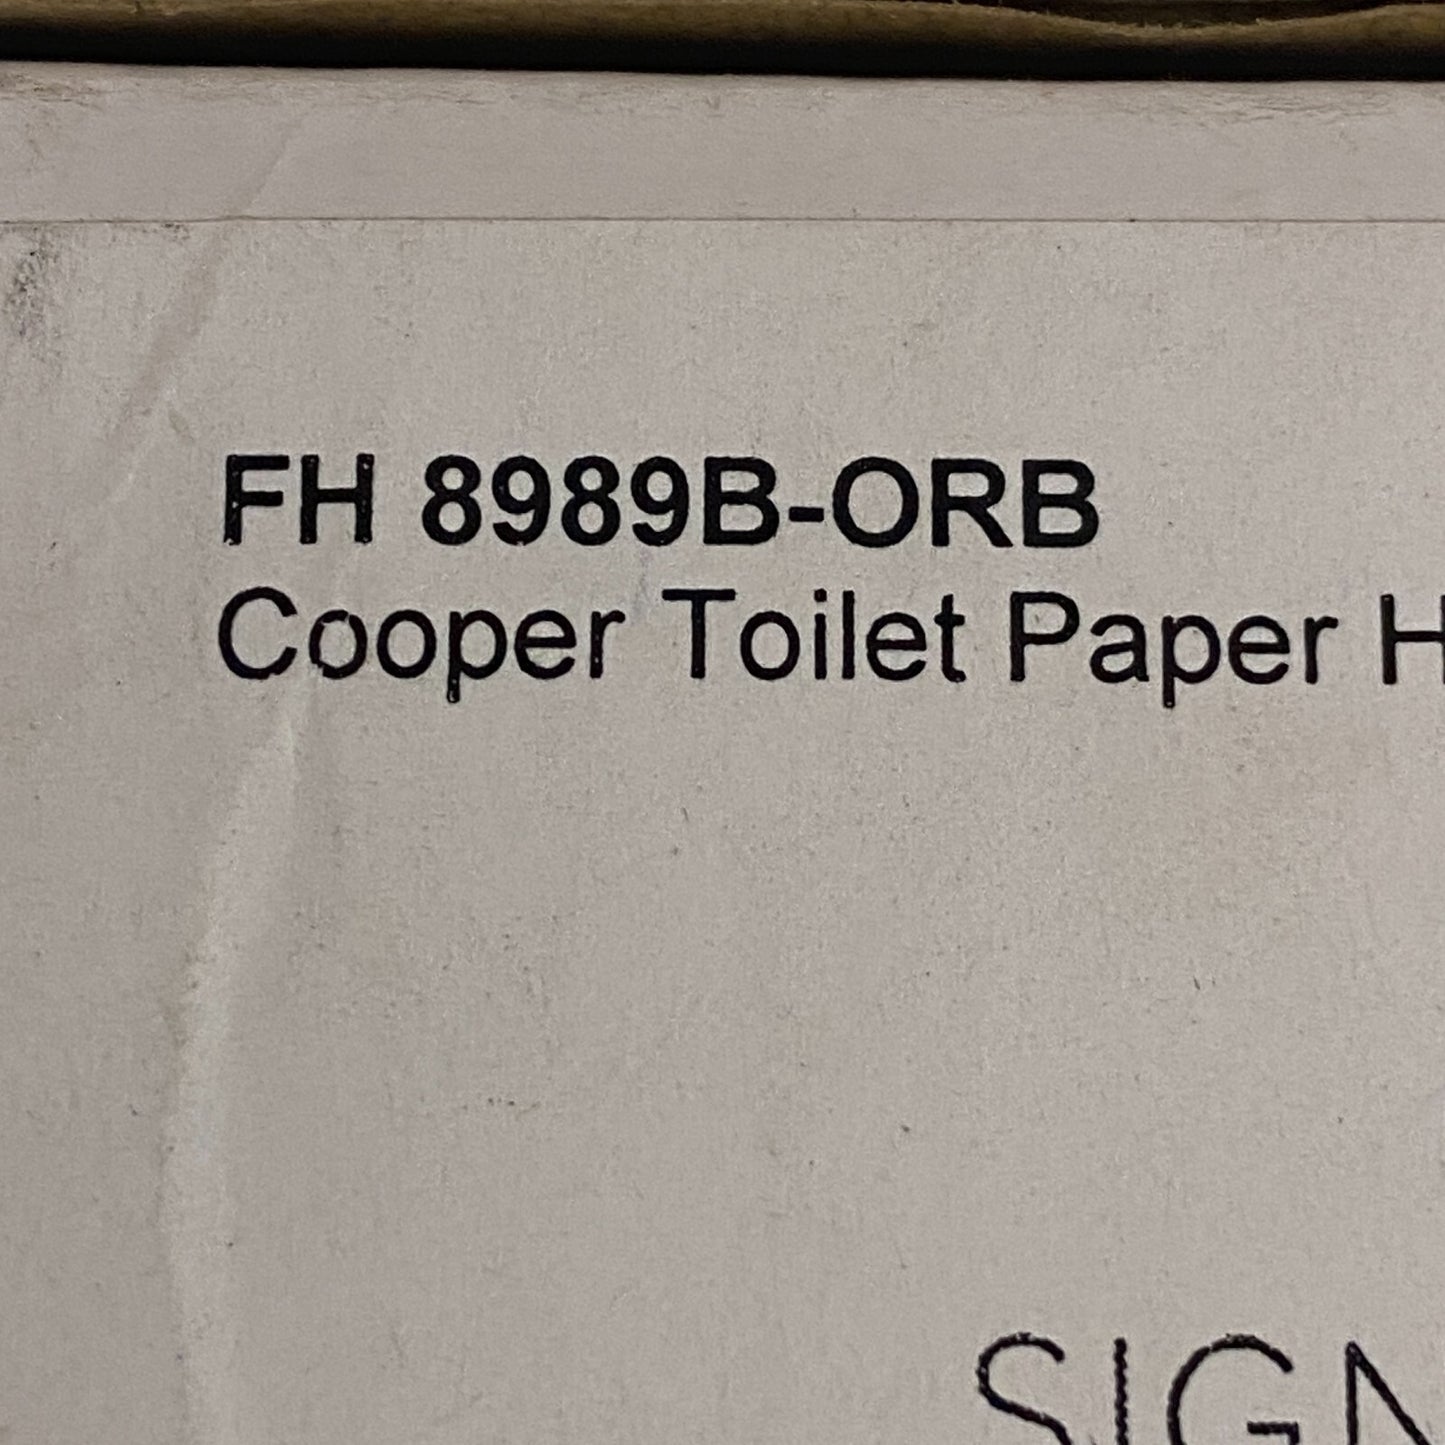 FH 8989B-ORB
Cooper Toilet Paper H
SIGN